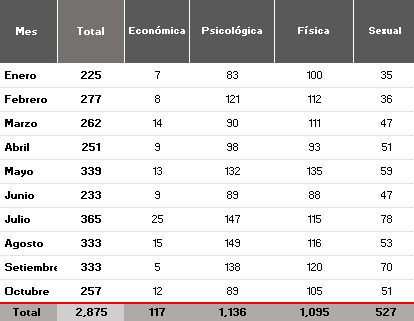 Mes Total Económica Psicológica Física Sexual
Enero 225 7 83 100 35
Febrero 277 8 121 112 36
Marzo 262 14 90 111 47
Abril 251 9 98 93 51
Mayo 339 13 132 135 59
Junio 233 9 89 88 47
Julio 365 25 147 115 78
Agosto 333 15 149 116 53
Setiembre 333 5 138 120 70
Octubre 257 12 89 105 51
Total 2,875 117 1,136 1,095 527